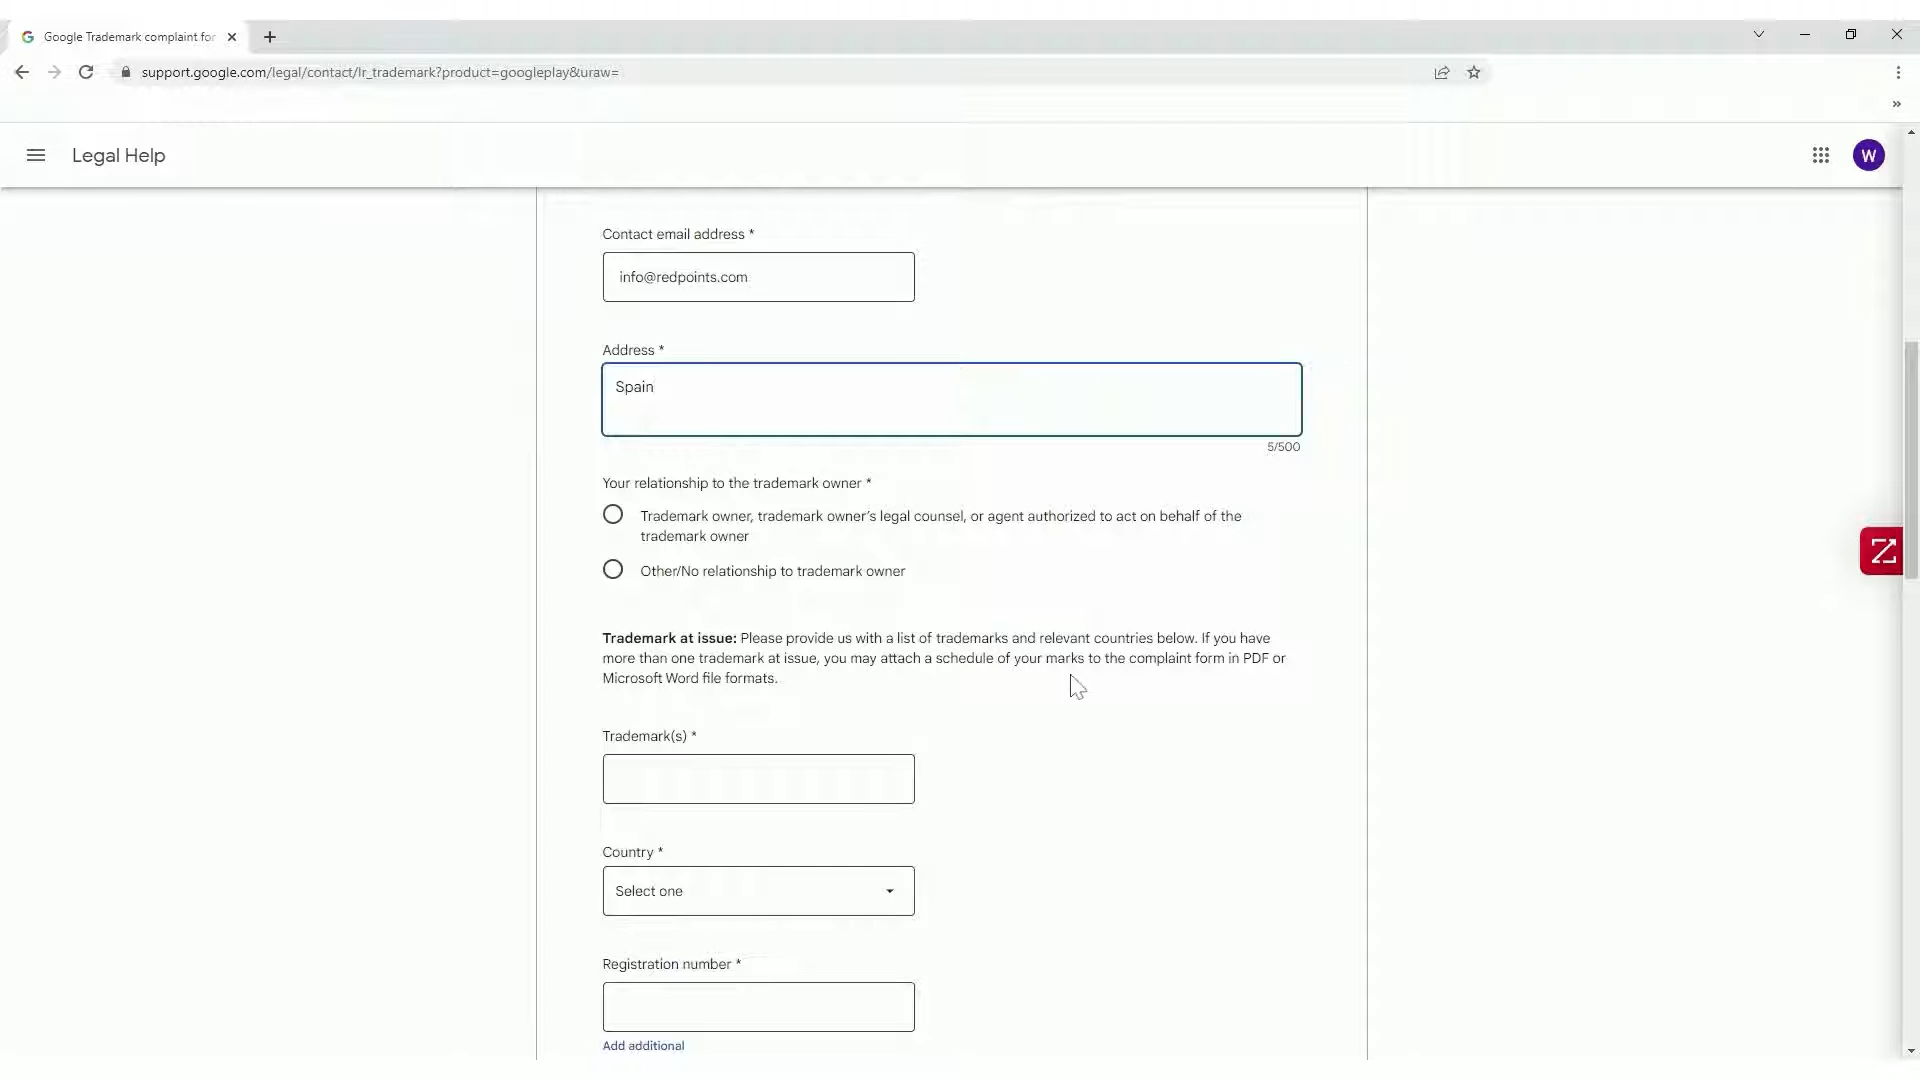 Google Trademark complaint for
support.google.com/legal/contact/lr_trademark?product=googleplay&uraw=
Legal Help
W
Contact email address *
info@redpoints.com
Address *
Spain
5/500
Your relationship to the trademark owner *
Trademark owner, trademark owner's legal counsel, or agent authorized to act on behalf of the
trademark owner
Other/No relationship to trademark owner
Trademark at issue: Please provide us with a list of trademarks and relevant countries below. If you have
more than one trademark at issue, you may attach a schedule of your marks to the complaint form in PDF or
Microsoft Word file formats.
Trademark(s) *
Country *
Select one
Registration number *
Add additional